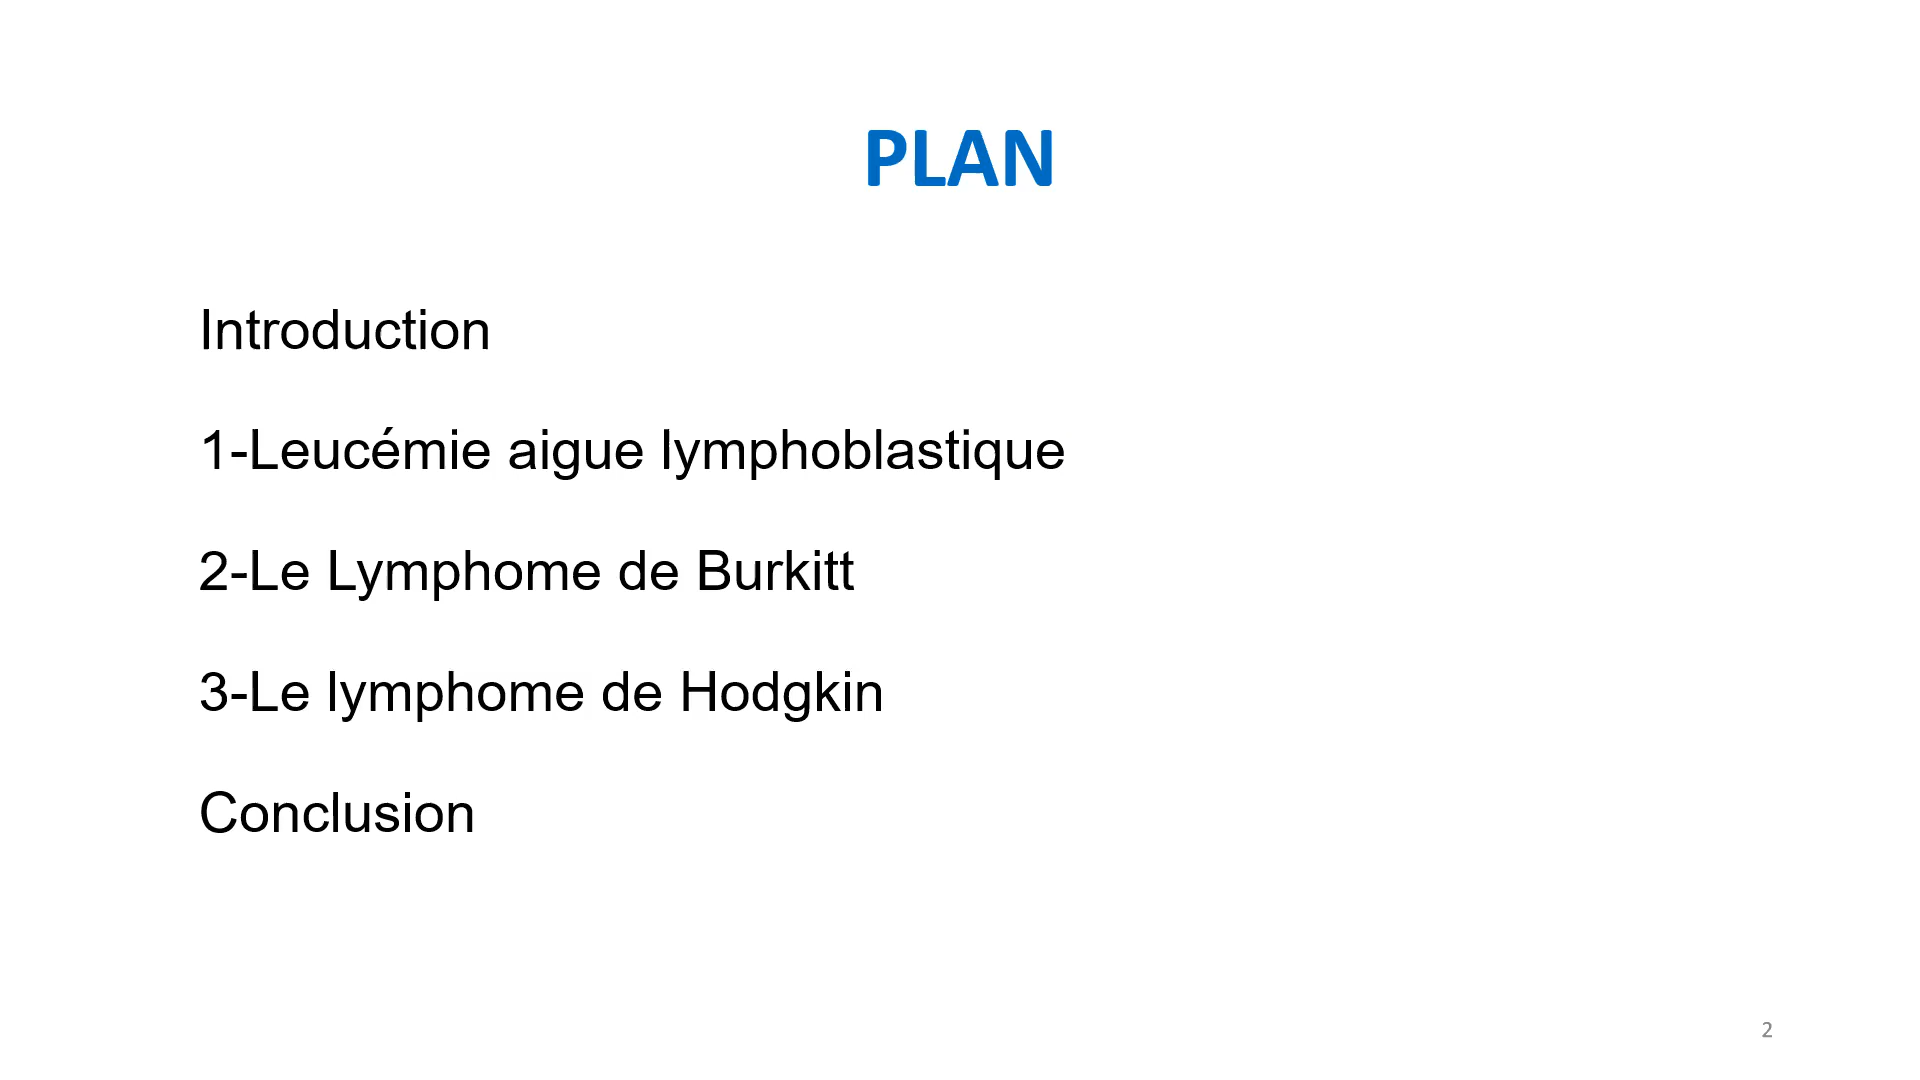 PLAN
Introduction
1-Leucémie aigue lymphoblastique
2-Le Lymphome de Burkitt
3-Le lymphome de Hodgkin
Conclusion
2